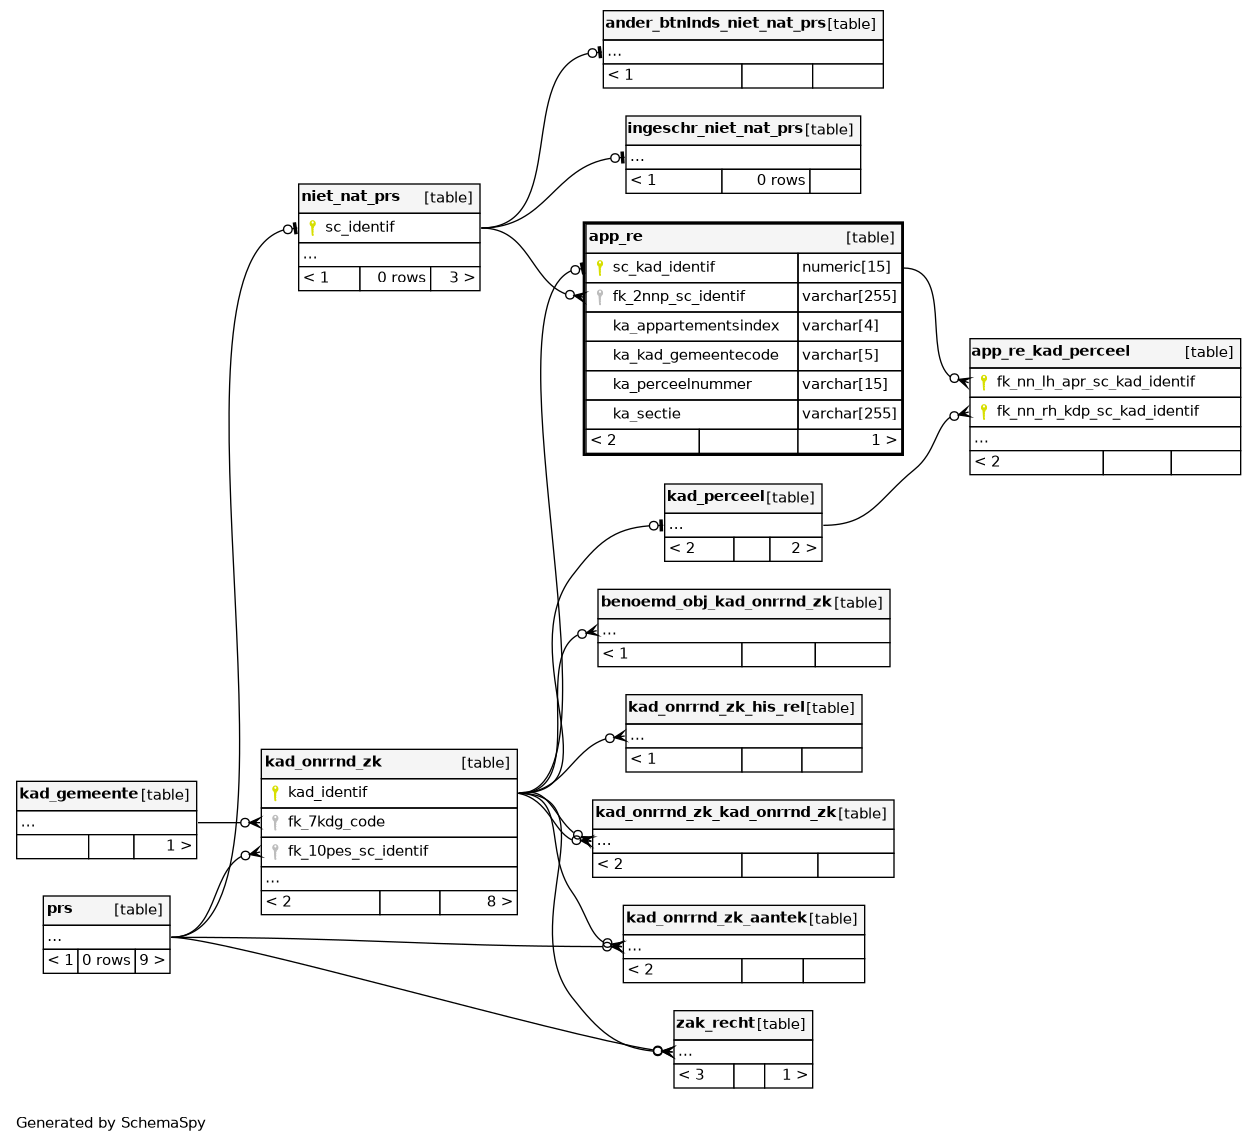 ander_btnlnds_niet_nat_prs [table]
...
< 1
ingeschr_niet_nat_prs [table]
...
< 1 0 rows
niet_nat_prs [table]
sc_identif
...
< 1 0 rows 3 >
app_re [table]
sc_kad_identif numeric[15]
fk_2nnp_sc_identif varchar[255]
ka_appartementsindex varchar[4]
ka_kad_gemeentecode varchar[5]
ka_perceelnummer varchar[15]
ka_sectie varchar[255]
< 2 1 >
app_re_kad_perceel [table]
fk_nn_lh_apr_sc_kad_identif
fk_nn_rh_kdp_sc_kad_identif
...
< 2
kad_perceel [table]
...
< 2 2 >
benoemd_obj_kad_onrrnd_zk [table]
...
< 1
kad_onrrnd_zk_his_rel [table]
...
< 1
kad_onrrnd_zk [table]
kad_identif
fk_7kdg_code
fk_10pes_sc_identif
...
< 2 8 >
kad_gemeente [table]
...
1 >
kad_onrrnd_zk_kad_onrrnd_zk [table]
...
< 2
prs [table]
...
< 1 0 rows 9 >
kad_onrrnd_zk_aantek [table]
...
< 2
zak_recht [table]
...
< 3 1 >
Generated by SchemaSpy